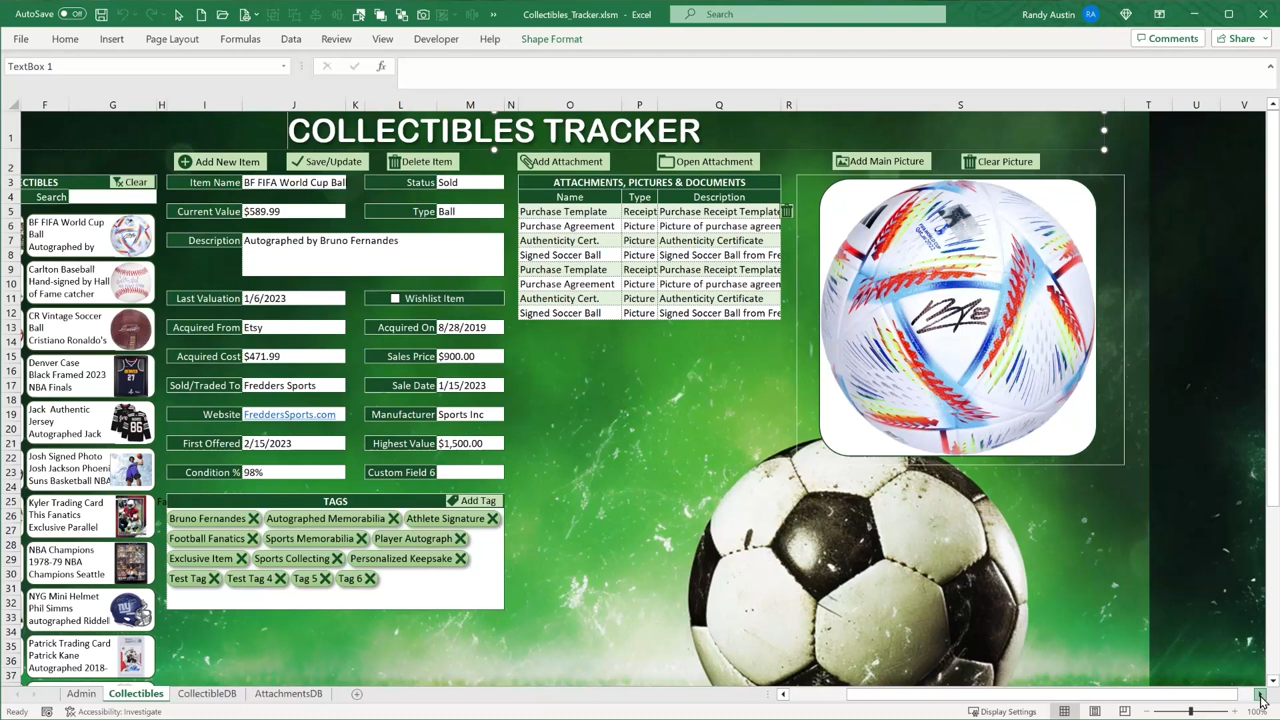 AutoSave Off
Collectibles_Tracker.xlsm - Excel
Search
Randy Austin RA
File Home Insert Draw Page Layout Formulas Data Review View Developer Help Shape Format
Comments Share
TextBox 1
fx
F G H I J K L M N O P Q R S T U V
COLLECTIBLES TRACKER
Add New Item Save/Update Delete Item Add Attachment Open Attachment Add Main Picture Clear Picture
CTIBLES Clear
Search
BF FIFA World Cup
Ball
Autographed by
Carlton Baseball
Hand-signed by Hall
of Fame catcher
CR Vintage Soccer
Ball
Cristiano Ronaldo's
Denver Case
Black Framed 2023
NBA Finals
Jack Authentic
Jersey
Autographed Jack
Josh Signed Photo
Josh Jackson Phoeni
Suns Basketball NBA
Kyler Trading Card
This Fanatics
Exclusive Parallel
NBA Champions
1978-79 NBA
Champions Seattle
NYG Mini Helmet
Phil Simms
autographed Riddell
Patrick Trading Card
Patrick Kane
Autographed 2018-
Item Name BF FIFA World Cup Bal Status Sold
Current Value $589.99 Type Ball
Description Autographed by Bruno Fernandes
Last Valuation 1/6/2023 Wishlist Item
Acquired From Etsy Acquired On 8/28/2019
Acquired Cost $471.99 Sales Price $900.00
Sold/Traded To Fredders Sports Sale Date 1/15/2023
Website FreddersSports.com Manufacturer Sports Inc
First Offered 2/15/2023 Highest Value $1,500.00
Condition % 98% Custom Field 6
TAGS Add Tag
Bruno Fernandes Autographed Memorabilia Athlete Signature
Football Fanatics Sports Memorabilia Player Autograph
Exclusive Item Sports Collecting Personalized Keepsake
Test Tag Test Tag 4 Tag 5 Tag 6
ATTACHMENTS, PICTURES & DOCUMENTS
Name Type Description
Purchase Template Receipt Purchase Receipt Template
Purchase Agreement Picture Picture of purchase agreem
Authenticity Cert. Picture Authenticity Certificate
Signed Soccer Ball Picture Signed Soccer Ball from Fre
Purchase Template Receipt Purchase Receipt Template
Purchase Agreement Picture Picture of purchase agreem
Authenticity Cert. Picture Authenticity Certificate
Signed Soccer Ball Picture Signed Soccer Ball from Fre
Admin Collectibles CollectibleDB AttachmentsDB
Ready Accessibility: Investigate Display Settings 100%